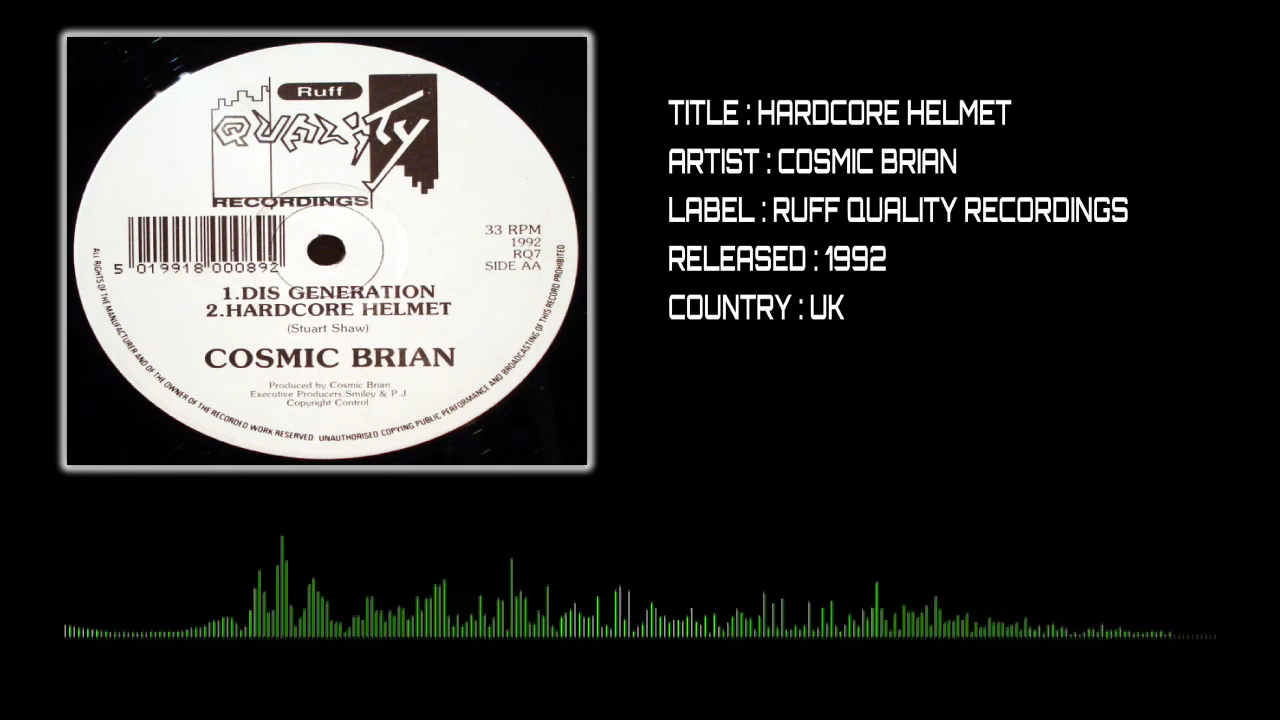 Ruff
QUALITY
RECORDINGS
5 019918 000892
33 RPM
1992
RQ7
SIDE AA
1.DIS GENERATION
2.HARDCORE HELMET
(Stuart Shaw)
COSMIC BRIAN
Produced by Cosmic Brian
Executive Producers:Smiley & P.J
Copyright Control.
ALL RIGHTS OF THE MANUFACTURER AND OF THE OWNER OF THE RECORDED WORK RESERVED UNAUTHORISED COPYING PUBLIC PERFORMANCE AND BROADCASTING OF THIS RECORD PROHIBITED
TITLE : HARDCORE HELMET
ARTIST : COSMIC BRIAN
LABEL : RUFF QUALITY RECORDINGS
RELEASED : 1992
COUNTRY : UK